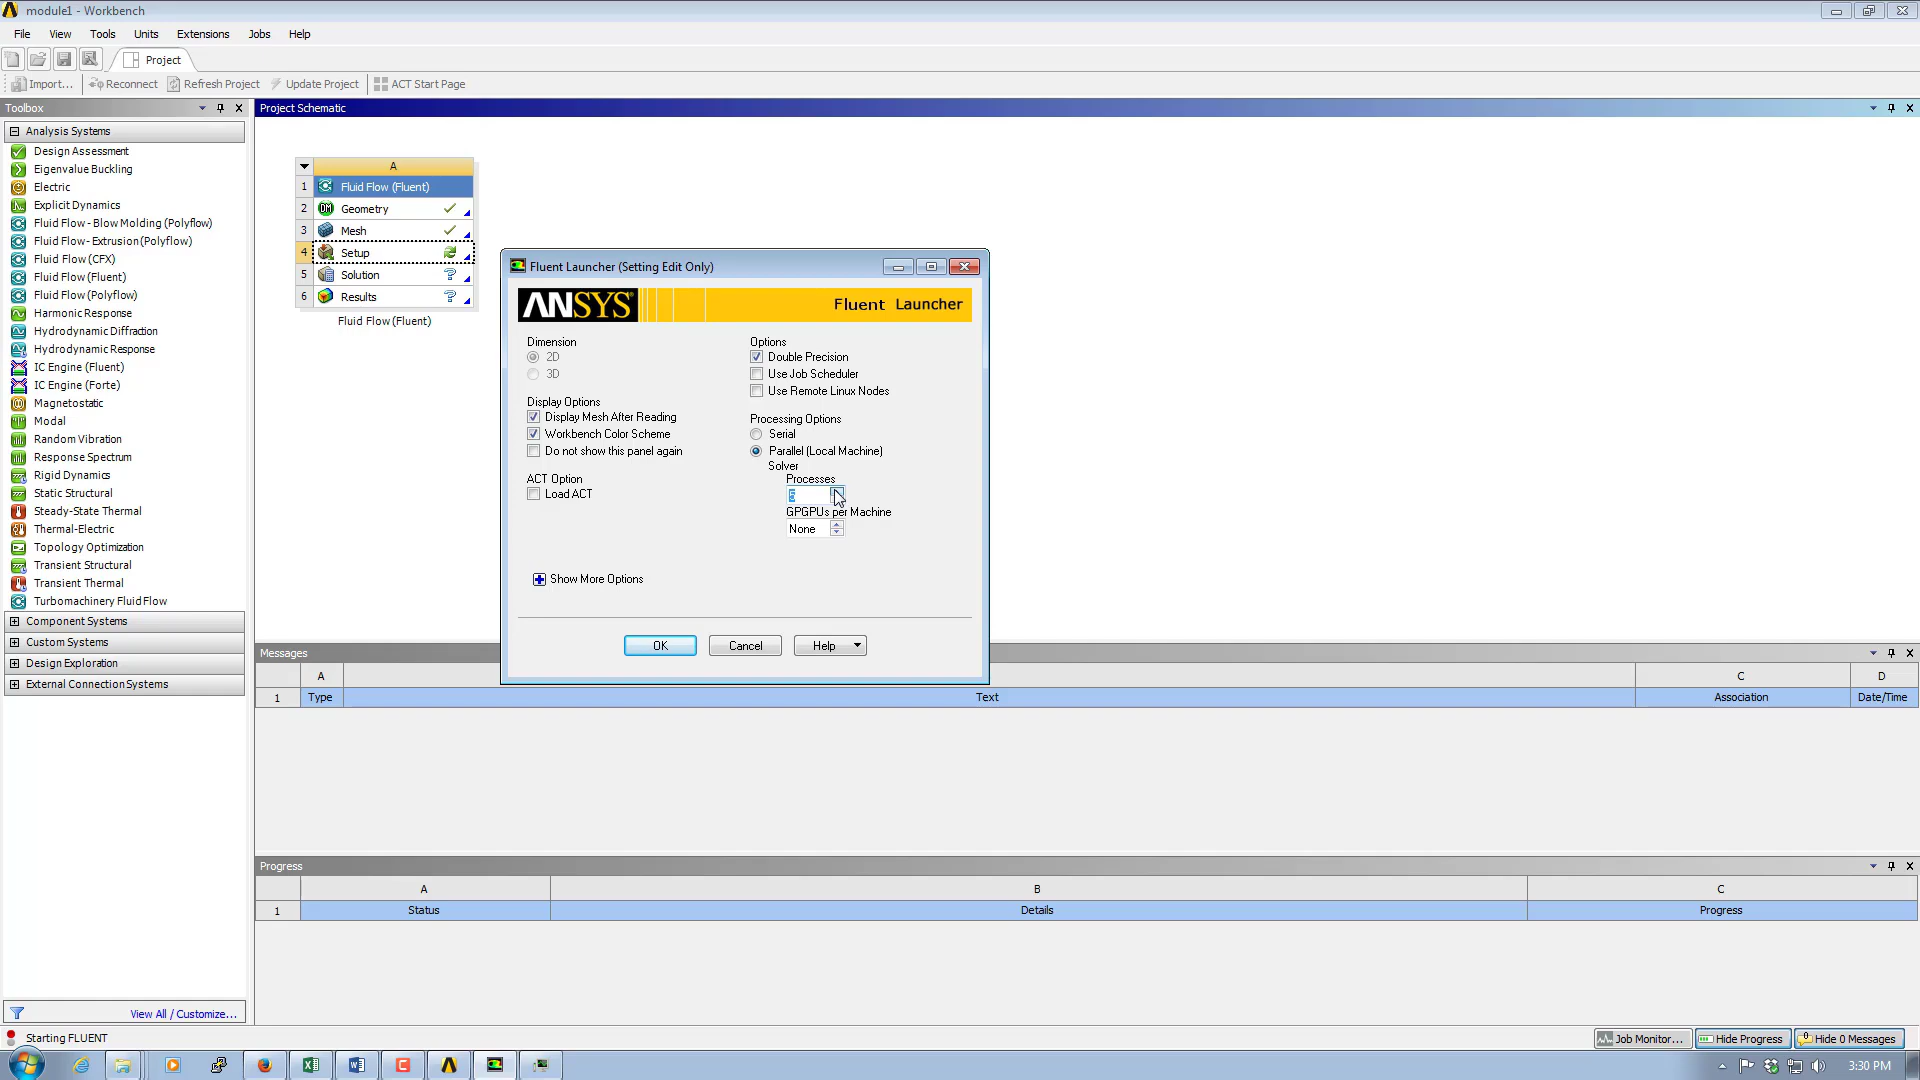 module1 - Workbench
File View Tools Units Extensions Jobs Help
Project
Import... Reconnect Refresh Project Update Project ACT Start Page
Toolbox
Analysis Systems
Design Assessment
Eigenvalue Buckling
Electric
Explicit Dynamics
Fluid Flow - Blow Molding (Polyflow)
Fluid Flow - Extrusion (Polyflow)
Fluid Flow (CFX)
Fluid Flow (Fluent)
Fluid Flow (Polyflow)
Harmonic Response
Hydrodynamic Diffraction
Hydrodynamic Response
IC Engine (Fluent)
IC Engine (Forte)
Magnetostatic
Modal
Random Vibration
Response Spectrum
Rigid Dynamics
Static Structural
Steady-State Thermal
Thermal-Electric
Topology Optimization
Transient Structural
Transient Thermal
Turbomachinery Fluid Flow
Component Systems
Custom Systems
Design Exploration
External Connection Systems
View All / Customize...
Project Schematic
A
1 Fluid Flow (Fluent)
2 DM Geometry
3 Mesh
4 Setup
5 Solution ?
6 Results ?
Fluid Flow (Fluent)
Fluent Launcher (Setting Edit Only)
ANSYS Fluent Launcher
Dimension
2D
3D
Display Options
Display Mesh After Reading
Workbench Color Scheme
Do not show this panel again
ACT Option
Load ACT
Options
Double Precision
Use Job Scheduler
Use Remote Linux Nodes
Processing Options
Serial
Parallel (Local Machine)
Solver
Processes
GPGPUs per Machine
None
Show More Options
OK Cancel Help
Messages
A C D
1 Type Text Association Date/Time
Progress
A B C
1 Status Details Progress
Starting FLUENT
Job Monitor... Hide Progress Hide 0 Messages
3:30 PM